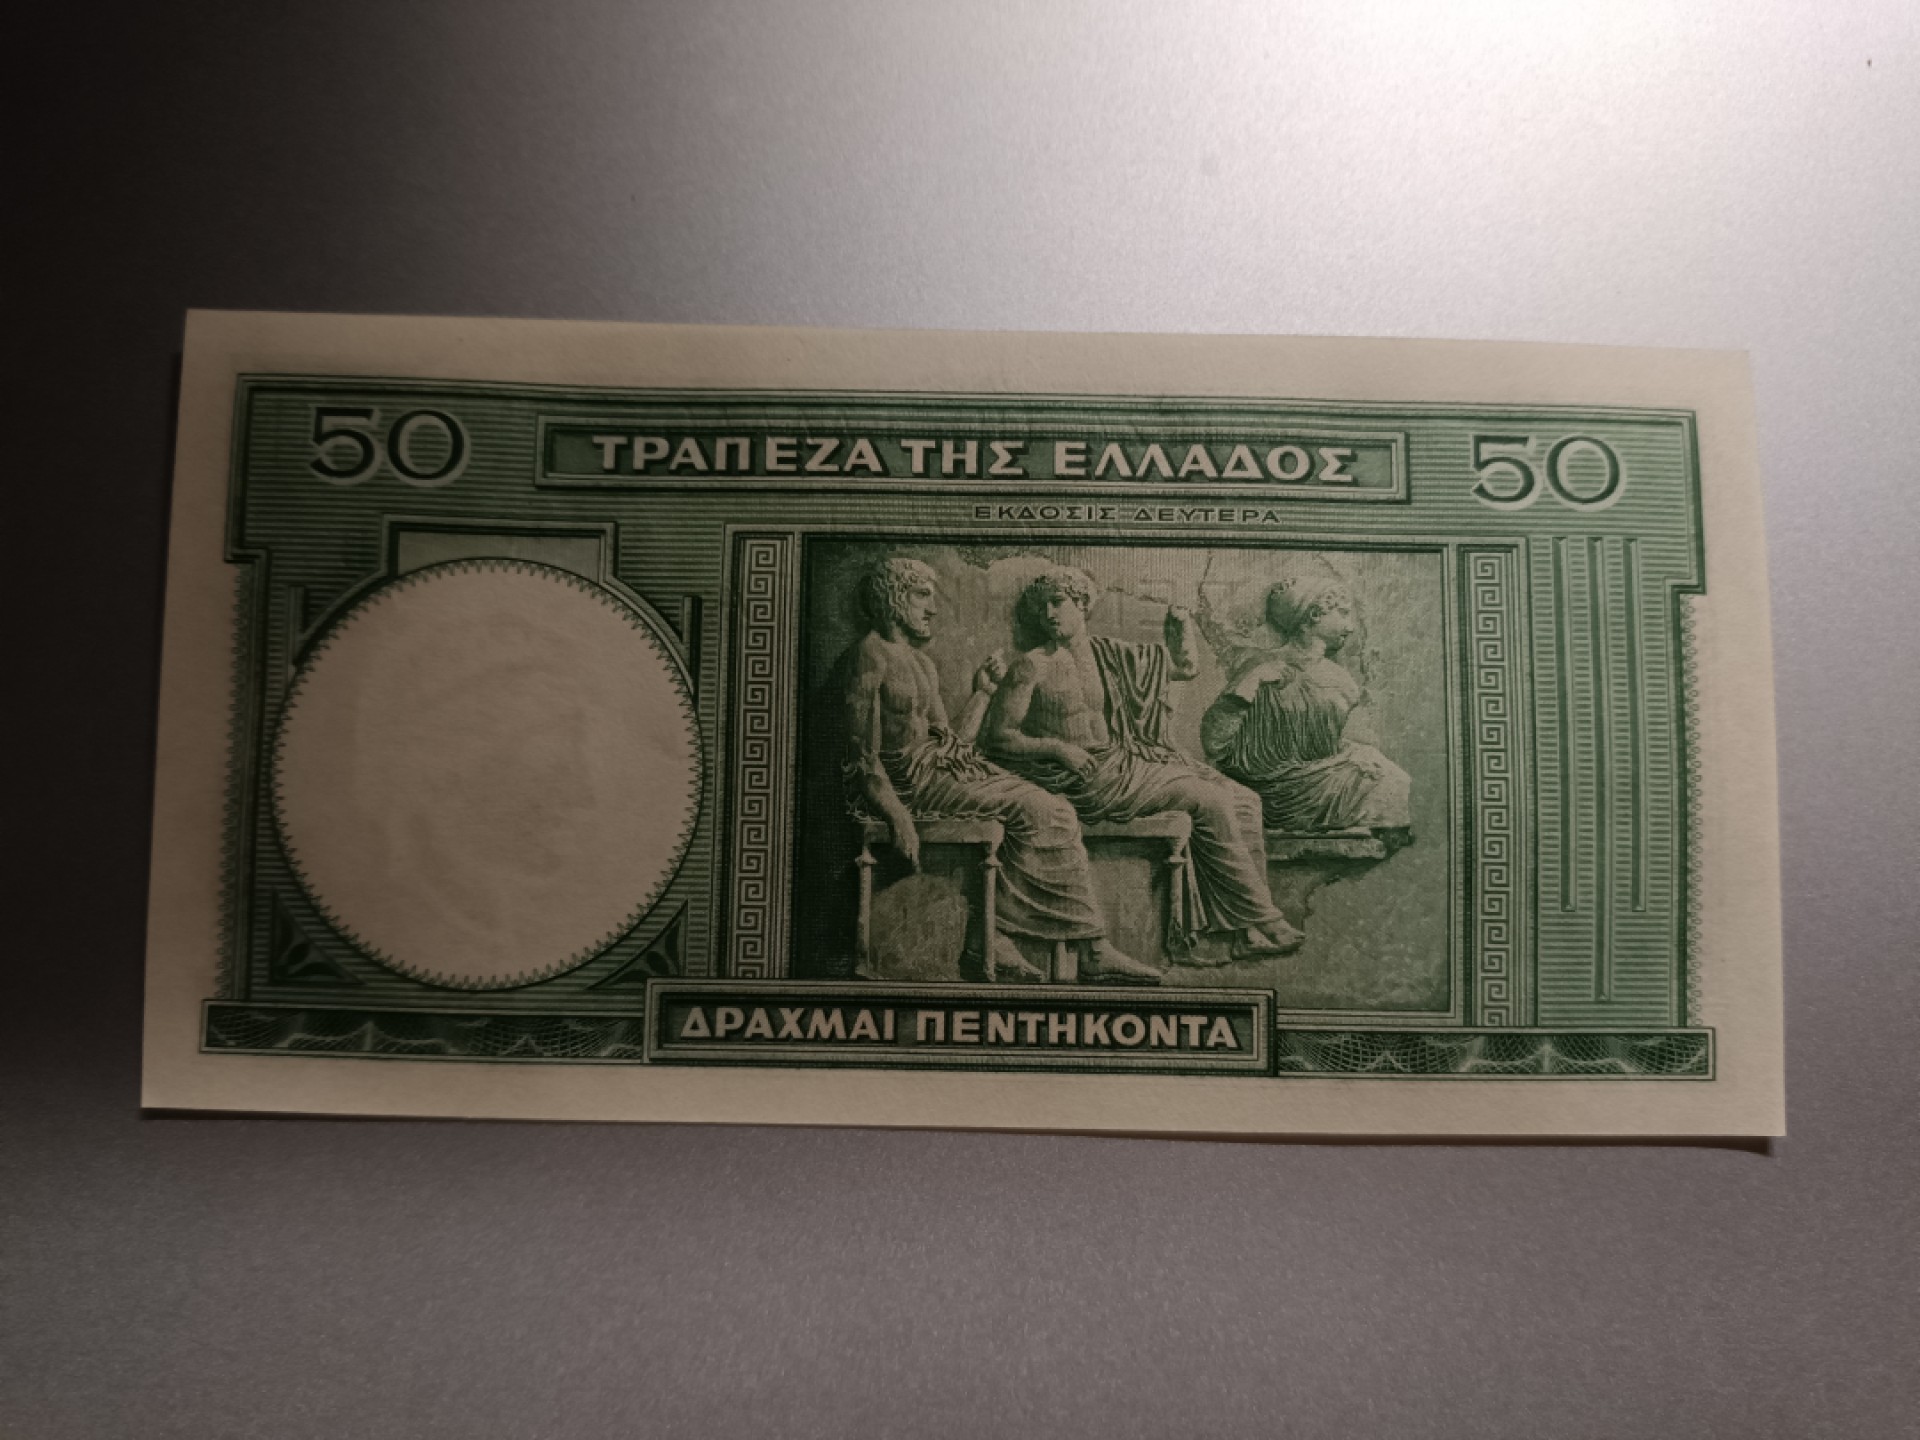 50 ΤΡΑΠΕΖΑ ΤΗΣ ΕΛΛΑΔΟΣ 50
ΕΚΔΟΣΙΣ ΔΕΥΤΕΡΑ
ΔΡΑΧΜΑΙ ΠΕΝΤΗΚΟΝΤΑ